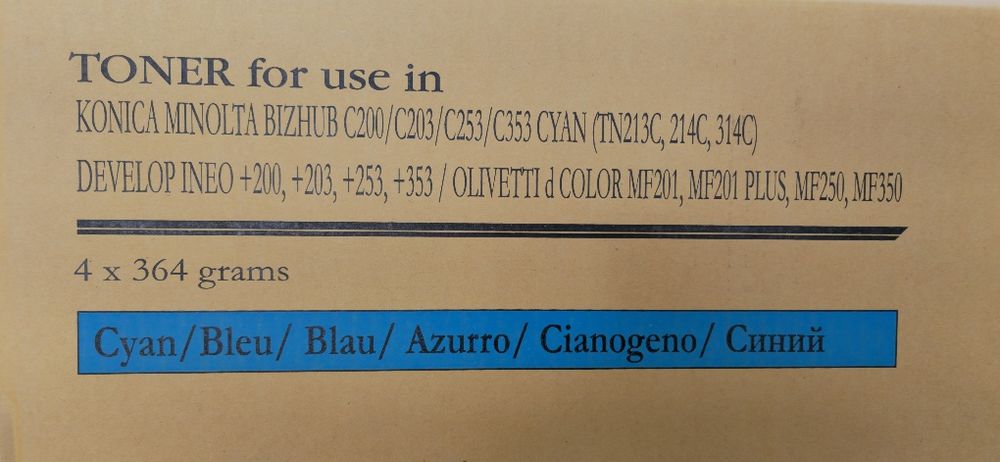 TONER for use in
KONICA MINOLTA BIZHUB C200/C203/C253/C353 CYAN (TN213C, 214C, 314C)
DEVELOP INEO +200, +203, +253, +353 / OLIVETTI d COLOR MF201, MF201 PLUS, MF250, MF350
4 x 364 grams
Cyan/Bleu/ Blau/ Azurro/ Cianogeno/ Синий